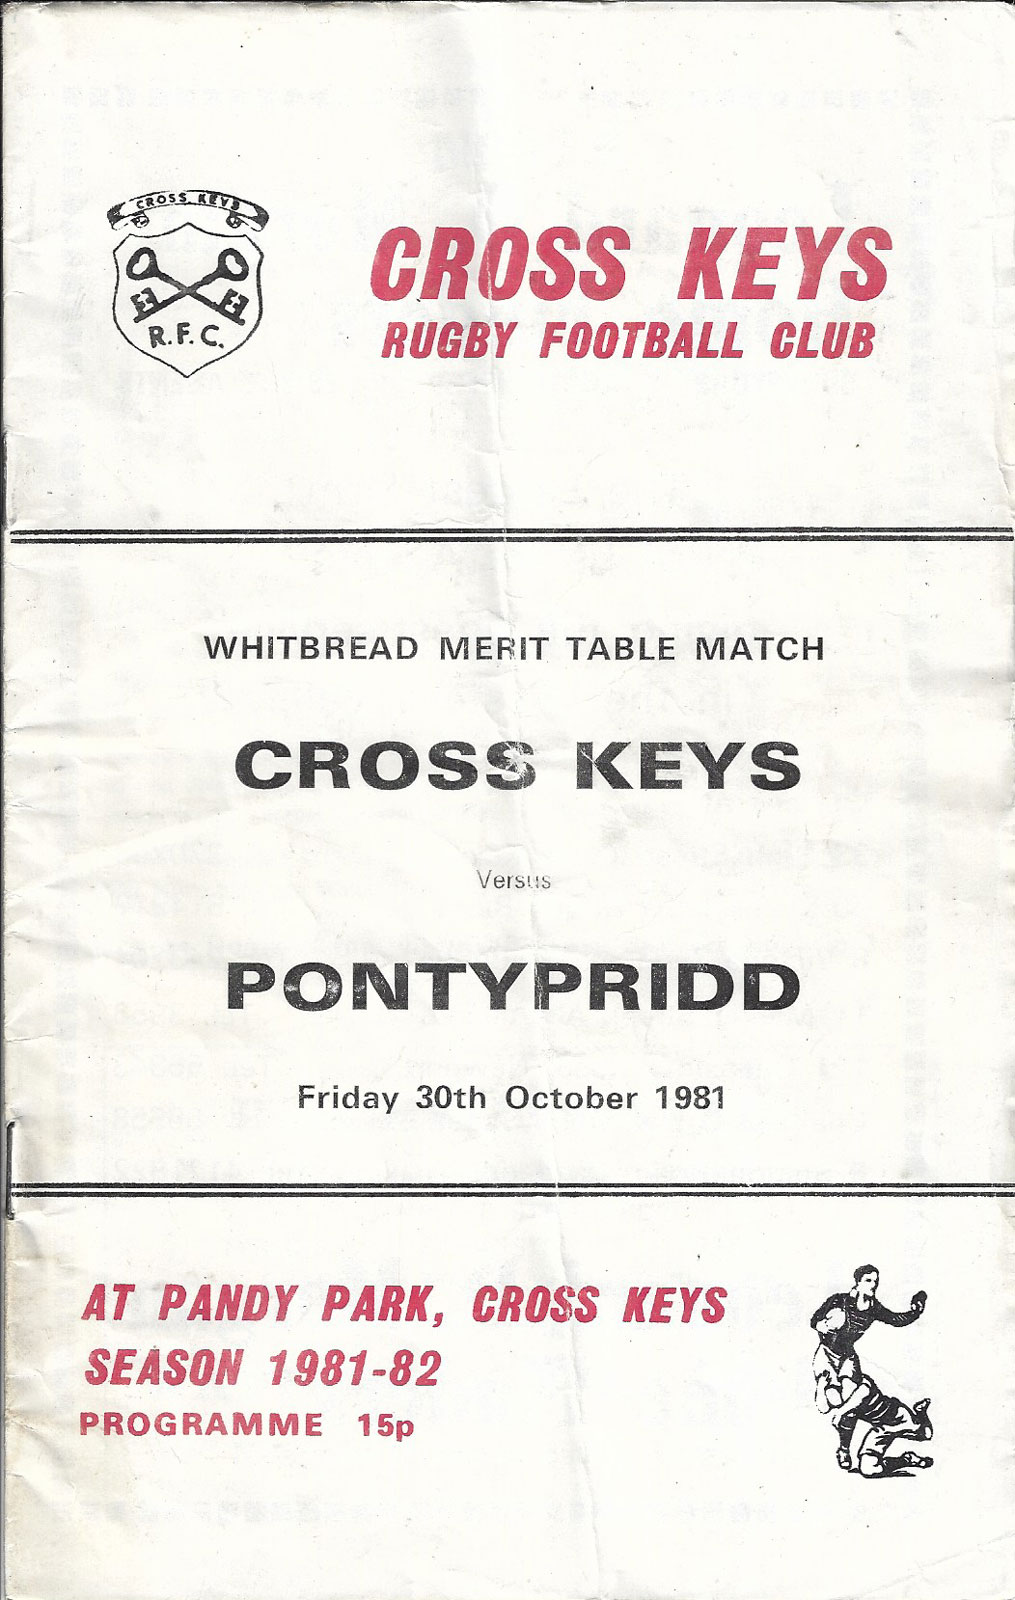 CROSS KEYS
R.F.C.
CROSS KEYS
RUGBY FOOTBALL CLUB
WHITBREAD MERIT TABLE MATCH
CROSS KEYS
Versus
PONTYPRIDD
Friday 30th October 1981
AT PANDY PARK, CROSS KEYS
SEASON 1981-82
PROGRAMME 15p